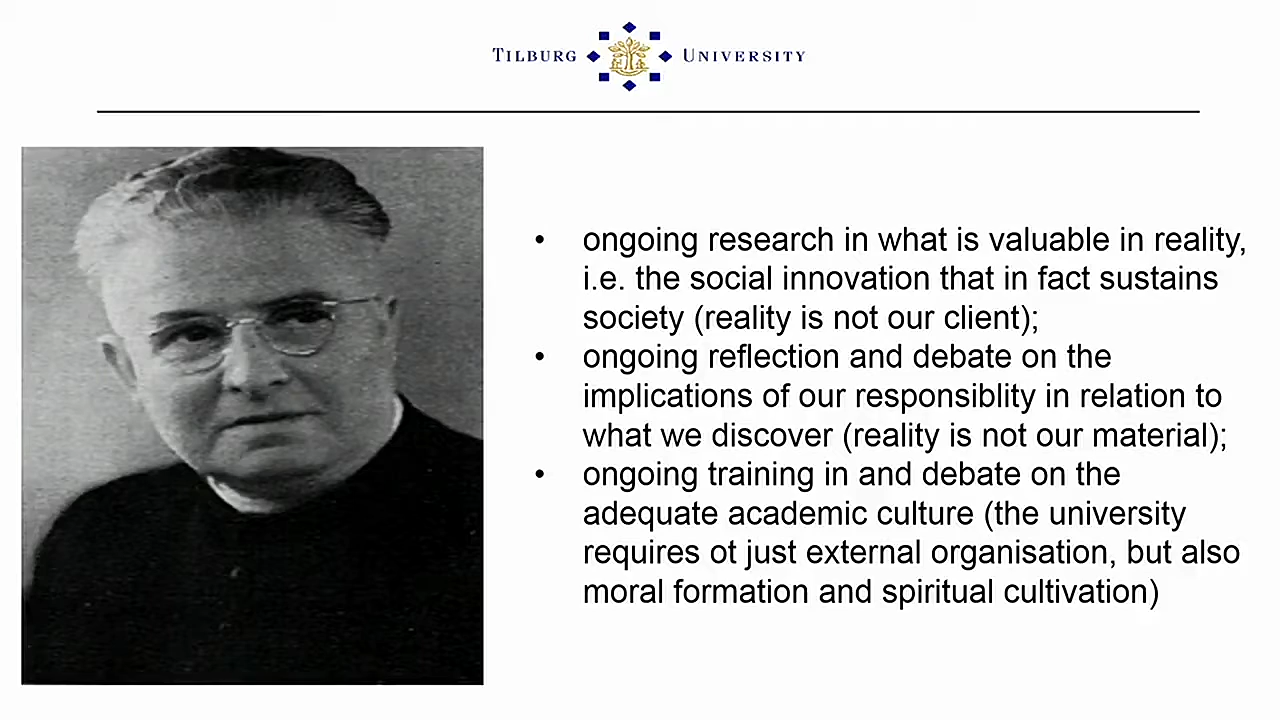 TILBURG UNIVERSITY
• ongoing research in what is valuable in reality,
i.e. the social innovation that in fact sustains
society (reality is not our client);
• ongoing reflection and debate on the
implications of our responsiblity in relation to
what we discover (reality is not our material);
• ongoing training in and debate on the
adequate academic culture (the university
requires ot just external organisation, but also
moral formation and spiritual cultivation)